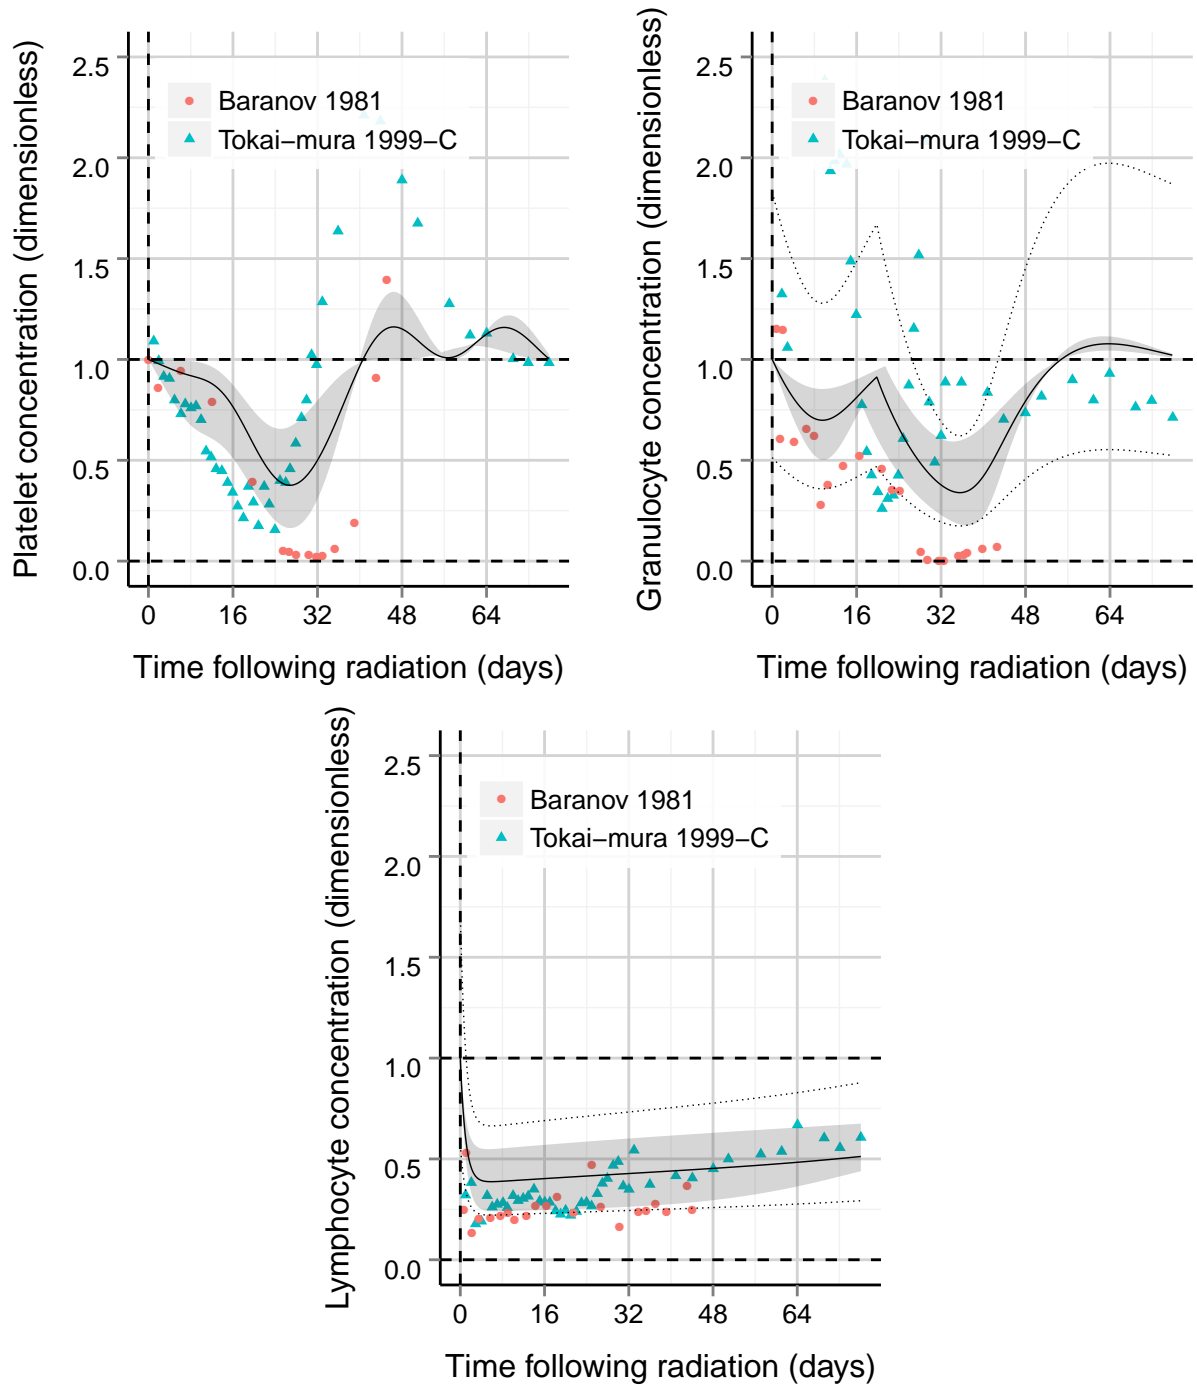 Platelet concentration (dimensionless)
2.5
2.0
1.5
1.0
0.5
0.0
Baranov 1981
Tokai−mura 1999−C
0 16 32 48 64
Time following radiation (days)
Granulocyte concentration (dimensionless)
2.5
2.0
1.5
1.0
0.5
0.0
Baranov 1981
Tokai−mura 1999−C
0 16 32 48 64
Time following radiation (days)
Lymphocyte concentration (dimensionless)
2.5
2.0
1.5
1.0
0.5
0.0
Baranov 1981
Tokai−mura 1999−C
0 16 32 48 64
Time following radiation (days)